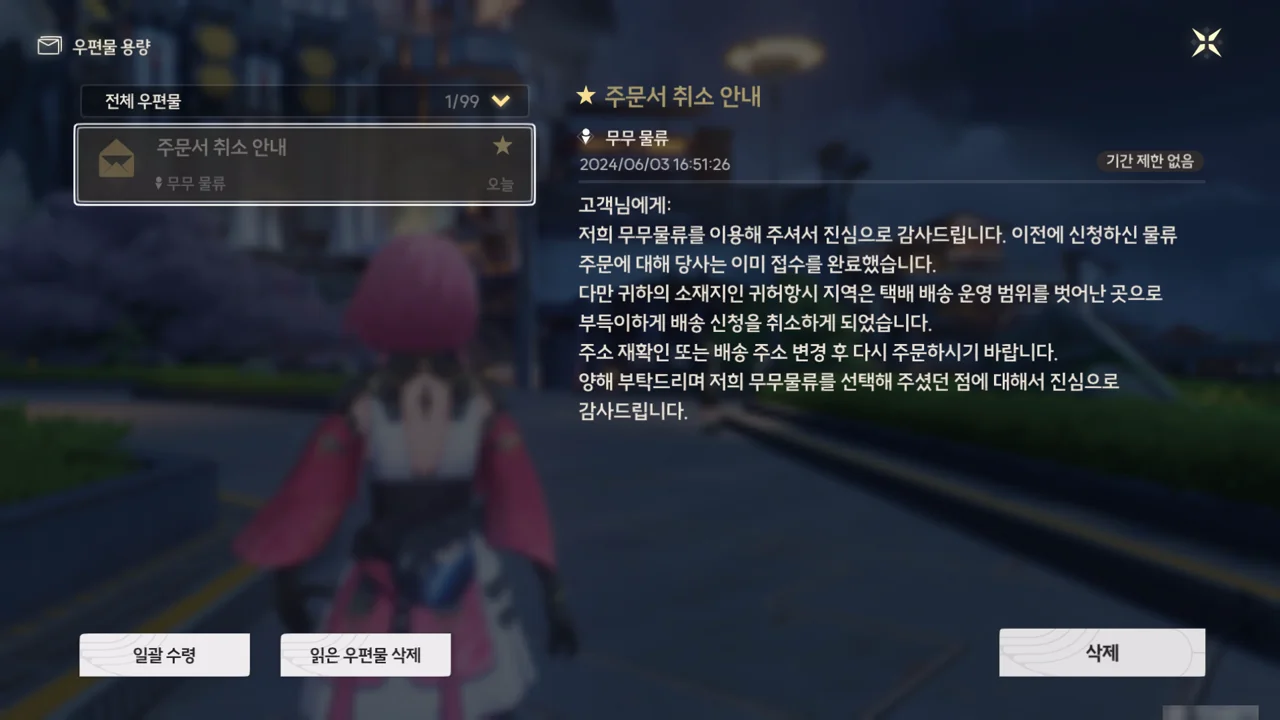 우편물 용량
전체 우편물 1/99
주문서 취소 안내
무무 물류 오늘
주문서 취소 안내
무무 물류
2024/06/03 16:51:26 기간 제한 없음
고객님에게:
저희 무무물류를 이용해 주셔서 진심으로 감사드립니다. 이전에 신청하신 물류
주문에 대해 당사는 이미 접수를 완료했습니다.
다만 귀하의 소재지인 귀허항시 지역은 택배 배송 운영 범위를 벗어난 곳으로
부득이하게 배송 신청을 취소하게 되었습니다.
주소 재확인 또는 배송 주소 변경 후 다시 주문하시기 바랍니다.
양해 부탁드리며 저희 무무물류를 선택해 주셨던 점에 대해서 진심으로
감사드립니다.
일괄 수령 읽은 우편물 삭제 삭제